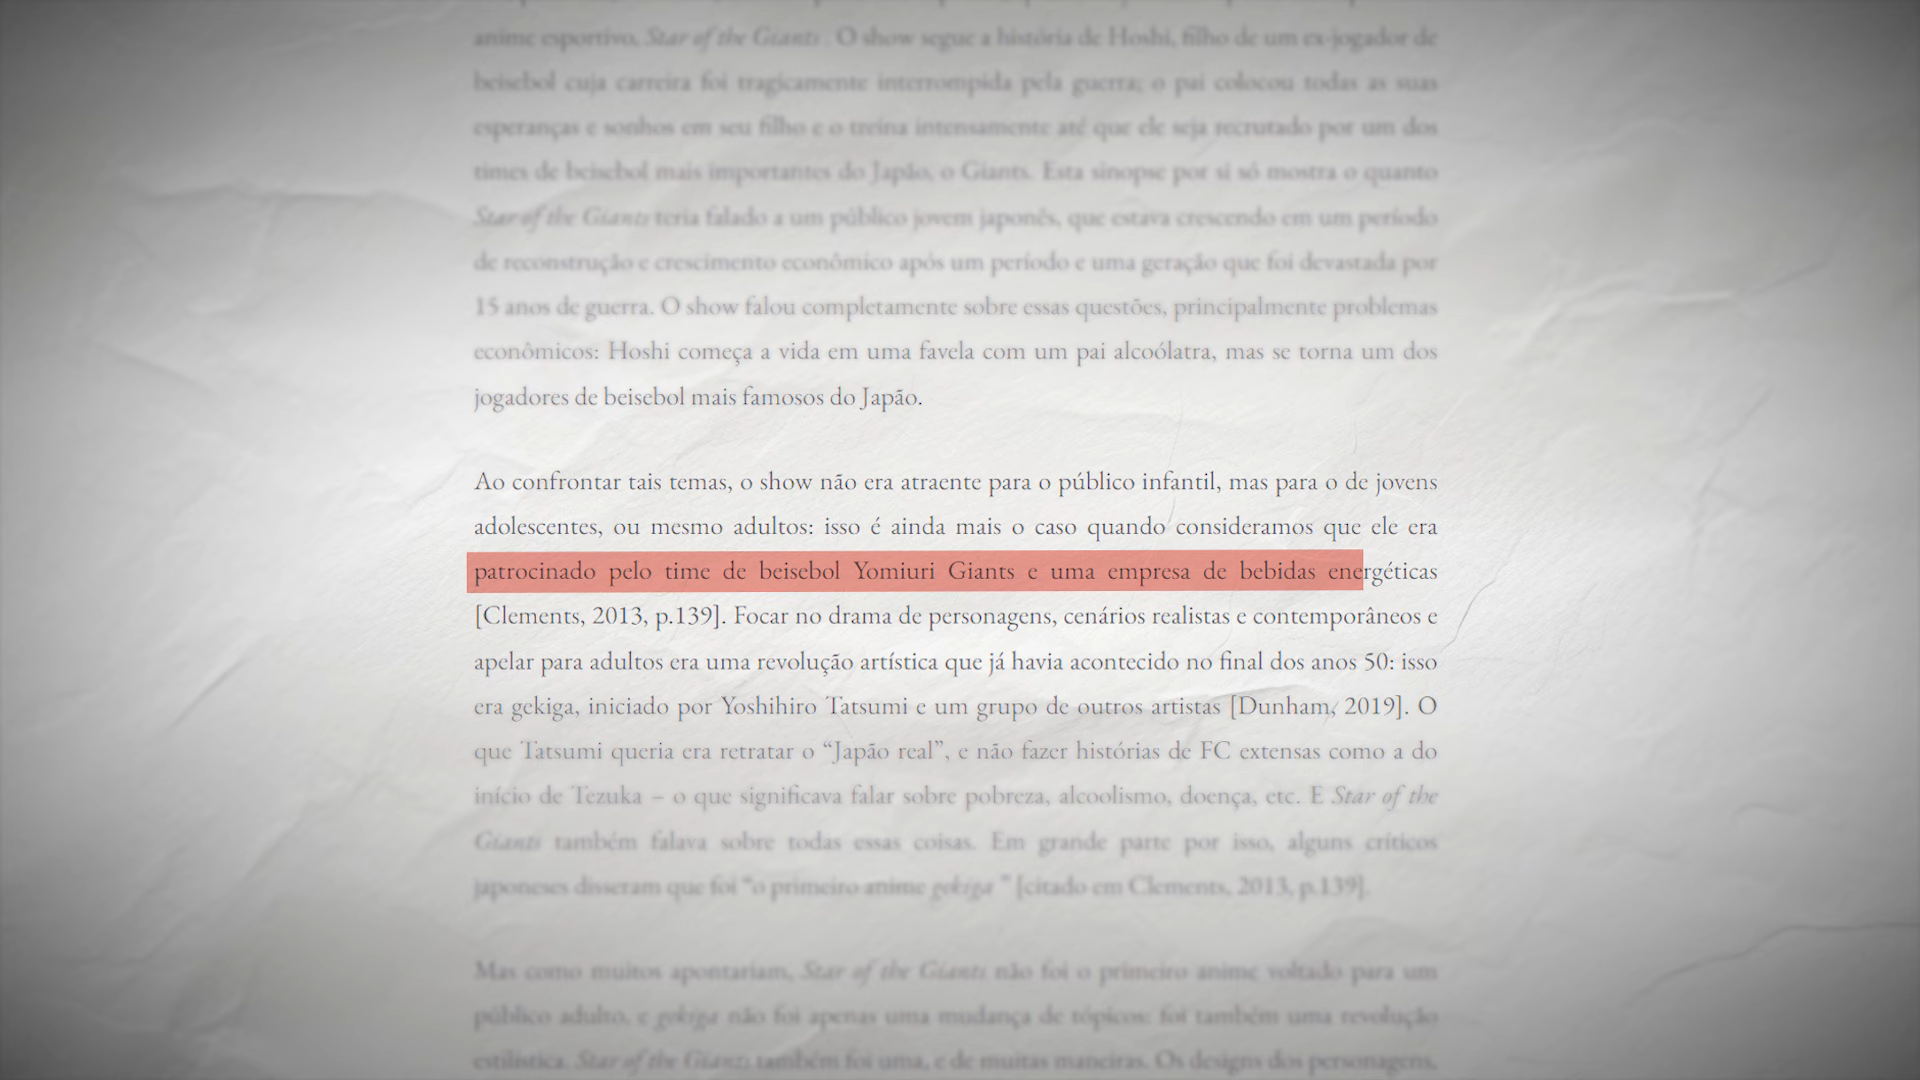 anime esportivo, Star of the Giants . O show segue a história de Hoshi, filho de um ex-jogador de
beisebol cuja carreira foi tragicamente interrompida pela guerra; o pai colocou todas as suas
esperanças e sonhos em seu filho e o treina intensamente até que ele seja recrutado por um dos
times de beisebol mais importantes do Japão, o Giants. Esta sinopse por si só mostra o quanto
Star of the Giants teria falado a um público jovem japonês, que estava crescendo em um período
de reconstrução e crescimento econômico após um período e uma geração que foi devastada por
15 anos de guerra. O show falou completamente sobre essas questões, principalmente problemas
econômicos: Hoshi começa a vida em uma favela com um pai alcoólatra, mas se torna um dos
jogadores de beisebol mais famosos do Japão.
Ao confrontar tais temas, o show não era atraente para o público infantil, mas para o de jovens
adolescentes, ou mesmo adultos: isso é ainda mais o caso quando consideramos que ele era
patrocinado pelo time de beisebol Yomiuri Giants e uma empresa de bebidas energéticas
[Clements, 2013, p.139]. Focar no drama de personagens, cenários realistas e contemporâneos e
apelar para adultos era uma revolução artística que já havia acontecido no final dos anos 50: isso
era gekiga, iniciado por Yoshihiro Tatsumi e um grupo de outros artistas [Dunham, 2019]. O
que Tatsumi queria era retratar o “Japão real”, e não fazer histórias de FC extensas como a do
início de Tezuka – o que significava falar sobre pobreza, alcoolismo, doença, etc. E Star of the
Giants também falava sobre todas essas coisas. Em grande parte por isso, alguns críticos
japoneses disseram que foi “o primeiro anime gekiga ” [citado em Clements, 2013, p.139].
Mas como muitos apontariam, Star of the Giants não foi o primeiro anime voltado para um
público adulto, e gekiga não foi apenas uma mudança de tópicos: foi também uma revolução
estilística. Star of the Giants também foi uma, e de muitas maneiras. Os designs dos personagens,